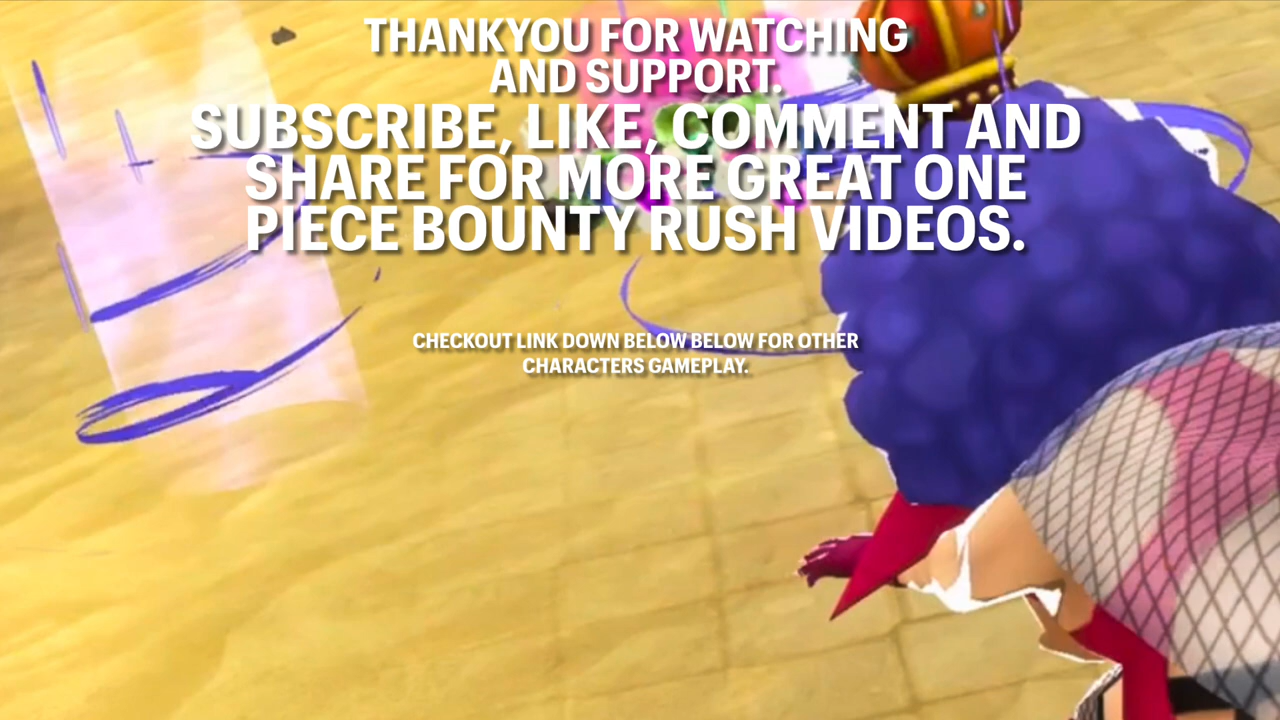 THANKYOU FOR WATCHING
AND SUPPORT.
SUBSCRIBE, LIKE, COMMENT AND
SHARE FOR MORE GREAT ONE
PIECE BOUNTY RUSH VIDEOS.
CHECKOUT LINK DOWN BELOW BELOW FOR OTHER
CHARACTERS GAMEPLAY.